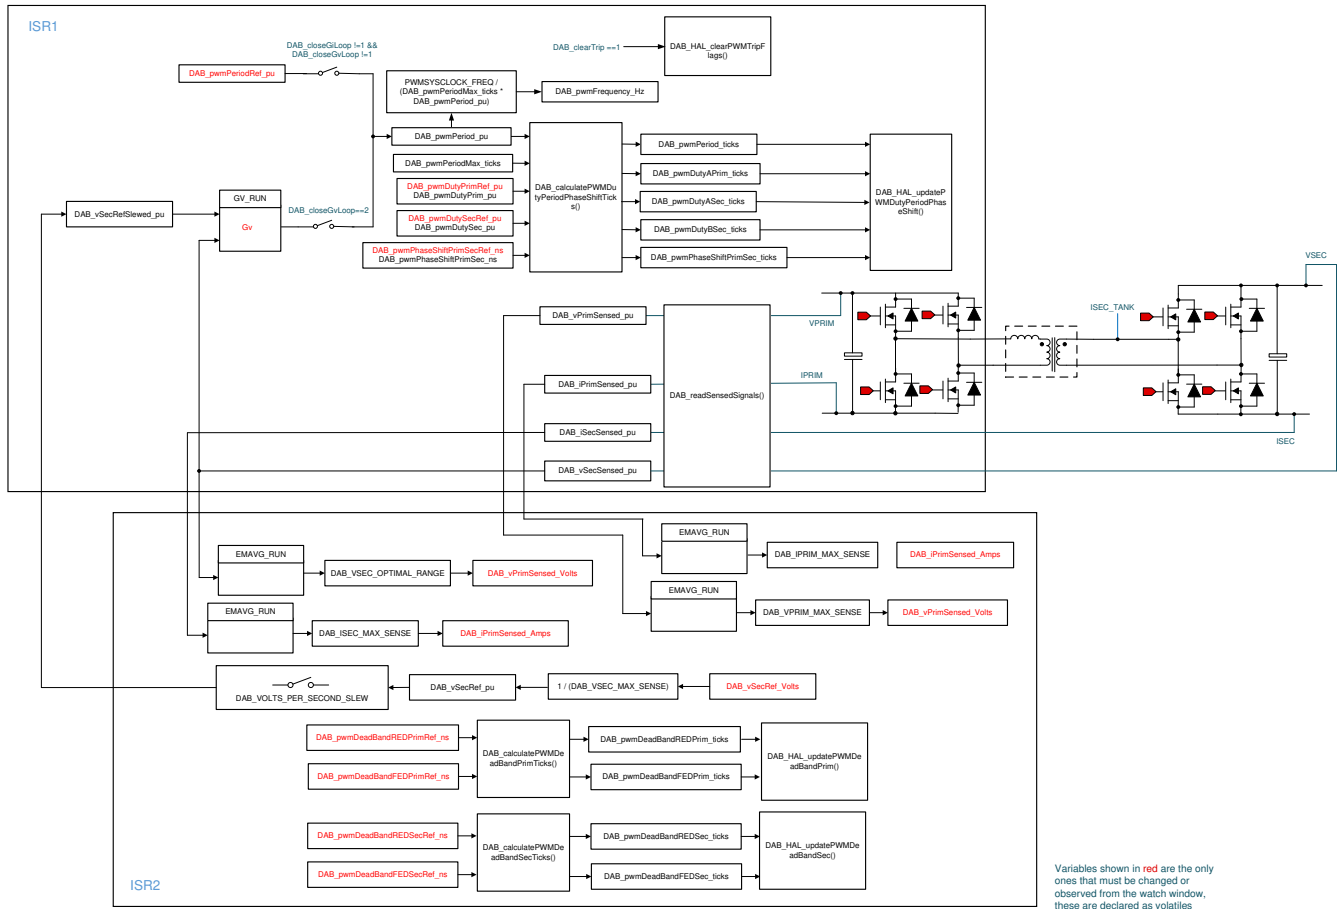 ISR1
DAB_closeGiLoop !=1 &&
DAB_closeGvLoop !=1
DAB_pwmPeriodRef_pu
DAB_clearTrip ==1
DAB_HAL_clearPWMTripF
lags()
PWMSYSCLOCK_FREQ /
(DAB_pwmPeriodMax_ticks *
DAB_pwmPeriod_pu)
DAB_pwmFrequency_Hz
DAB_pwmPeriod_pu
DAB_pwmPeriodMax_ticks
DAB_pwmDutyPrimRef_pu
DAB_pwmDutyPrim_pu
DAB_pwmDutySecRef_pu
DAB_pwmDutySec_pu
DAB_pwmPhaseShiftPrimSecRef_ns
DAB_pwmPhaseShiftPrimSec_ns
DAB_calculatePWMDu
tyPeriodPhaseShiftTick
s()
DAB_pwmPeriod_ticks
DAB_pwmDutyAPrim_ticks
DAB_pwmDutyASec_ticks
DAB_pwmDutyBSec_ticks
DAB_pwmPhaseShiftPrimSec_ticks
DAB_HAL_updateP
WMDutyPeriodPhas
eShift()
DAB_vSecRefSlewed_pu
GV_RUN
Gv
DAB_closeGvLoop==2
DAB_vPrimSensed_pu
DAB_iPrimSensed_pu
DAB_iSecSensed_pu
DAB_vSecSensed_pu
DAB_readSensedSignals()
VPRIM
IPRIM
ISEC_TANK
VSEC
ISEC
EMAVG_RUN
DAB_VSEC_OPTIMAL_RANGE
DAB_vPrimSensed_Volts
EMAVG_RUN
DAB_ISEC_MAX_SENSE
DAB_iPrimSensed_Amps
EMAVG_RUN
DAB_IPRIM_MAX_SENSE
DAB_iPrimSensed_Amps
EMAVG_RUN
DAB_VPRIM_MAX_SENSE
DAB_vPrimSensed_Volts
DAB_VOLTS_PER_SECOND_SLEW
DAB_vSecRef_pu
1 / (DAB_VSEC_MAX_SENSE)
DAB_vSecRef_Volts
DAB_pwmDeadBandREDPrimRef_ns
DAB_pwmDeadBandFEDPrimRef_ns
DAB_calculatePWMDe
adBandPrimTicks()
DAB_pwmDeadBandREDPrim_ticks
DAB_pwmDeadBandFEDPrim_ticks
DAB_HAL_updatePWMDe
adBandPrim()
DAB_pwmDeadBandREDSecRef_ns
DAB_pwmDeadBandFEDSecRef_ns
DAB_calculatePWMDe
adBandSecTicks()
DAB_pwmDeadBandREDSec_ticks
DAB_pwmDeadBandFEDSec_ticks
DAB_HAL_updatePWMDe
adBandSec()
ISR2
Variables shown in red are the only
ones that must be changed or
observed from the watch window,
these are declared as volatiles